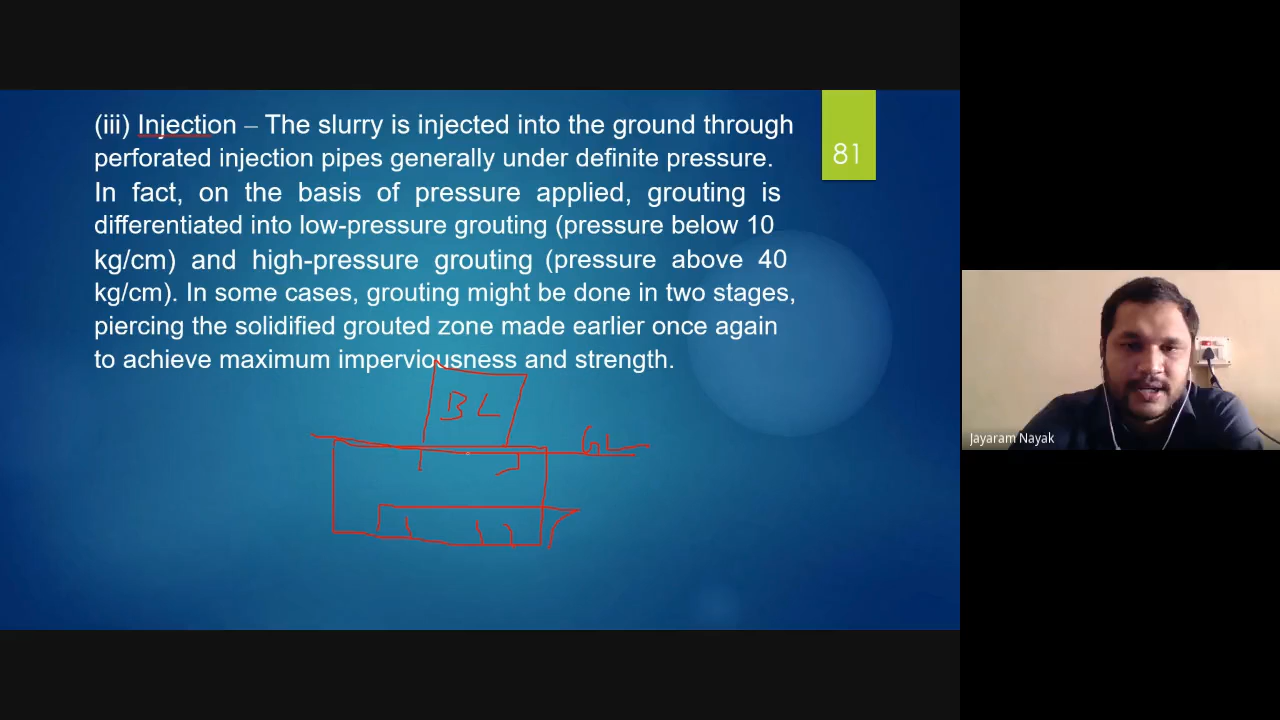 (iii) Injection – The slurry is injected into the ground through
81
perforated injection pipes generally under definite pressure.
In fact, on the basis of pressure applied, grouting is
differentiated into low-pressure grouting (pressure below 10
kg/cm) and high-pressure grouting (pressure above 40
kg/cm). In some cases, grouting might be done in two stages,
piercing the solidified grouted zone made earlier once again
to achieve maximum imperviousness and strength.
BL
GL
Jayaram Nayak